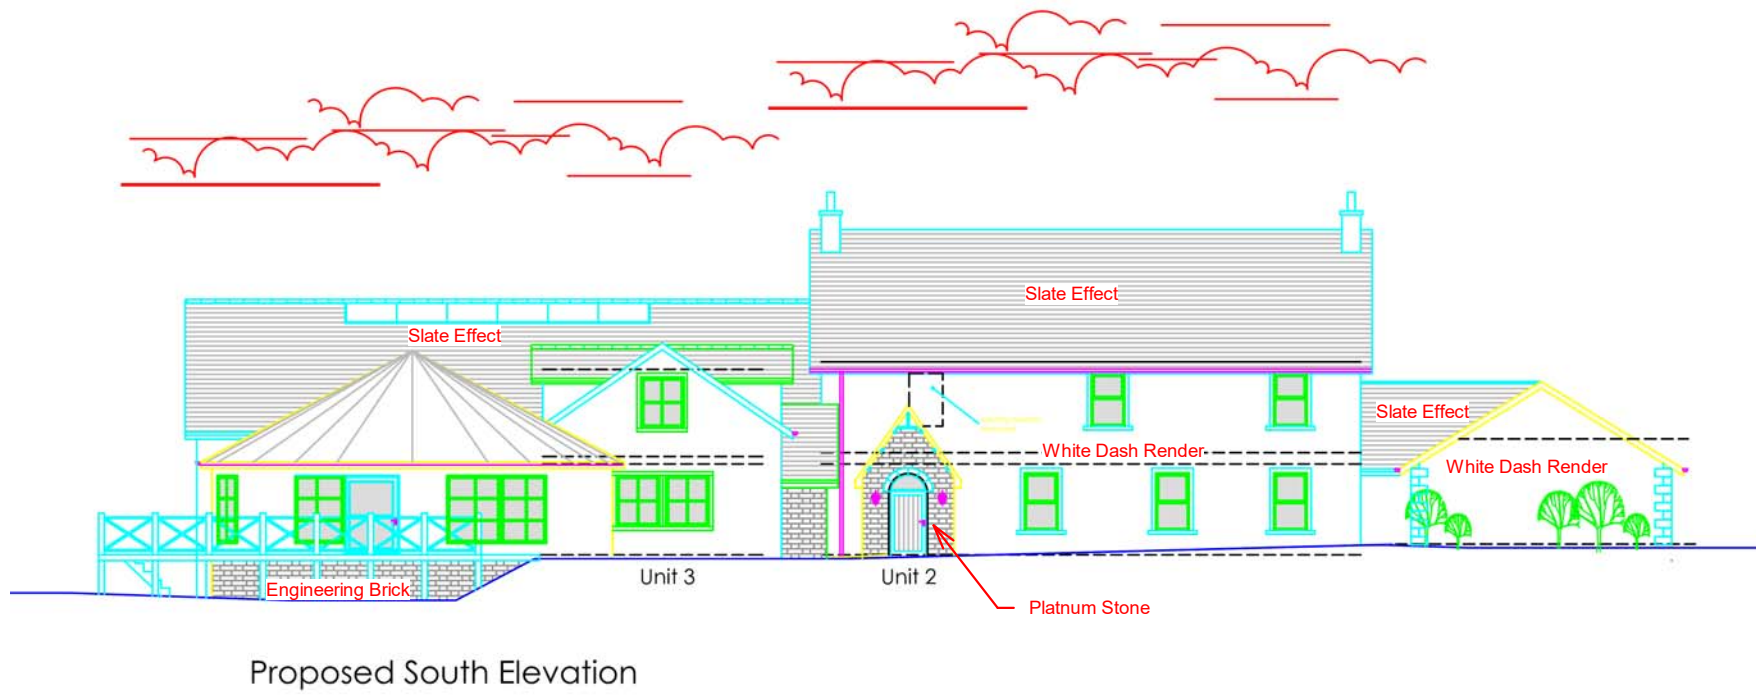 Slate Effect
Slate Effect
Slate Effect
White Dash Render
White Dash Render
Engineering Brick
Unit 3
Unit 2
Platnum Stone
Proposed South Elevation